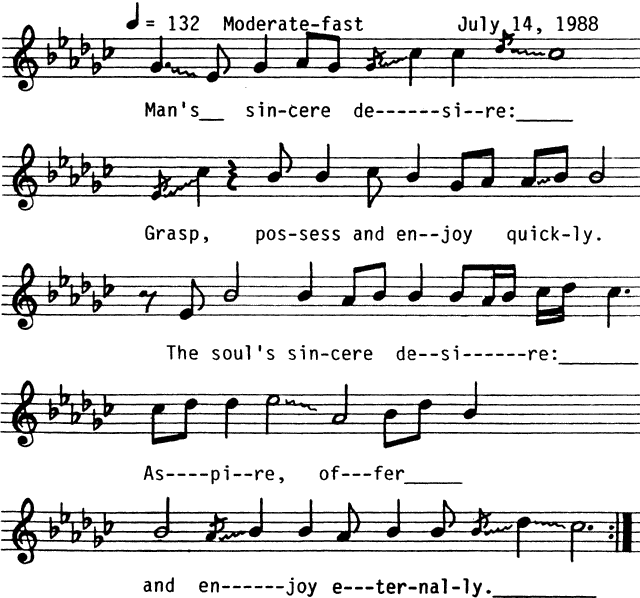 ♩ = 132 Moderate-fast July 14, 1988
Man's__ sin-cere de------si--re:_____
Grasp, pos-sess and en--joy quick-ly.
The soul's sin-cere de--si------re:_______
As----pi--re, of---fer_____
and en------joy e---ter-nal-ly.__________